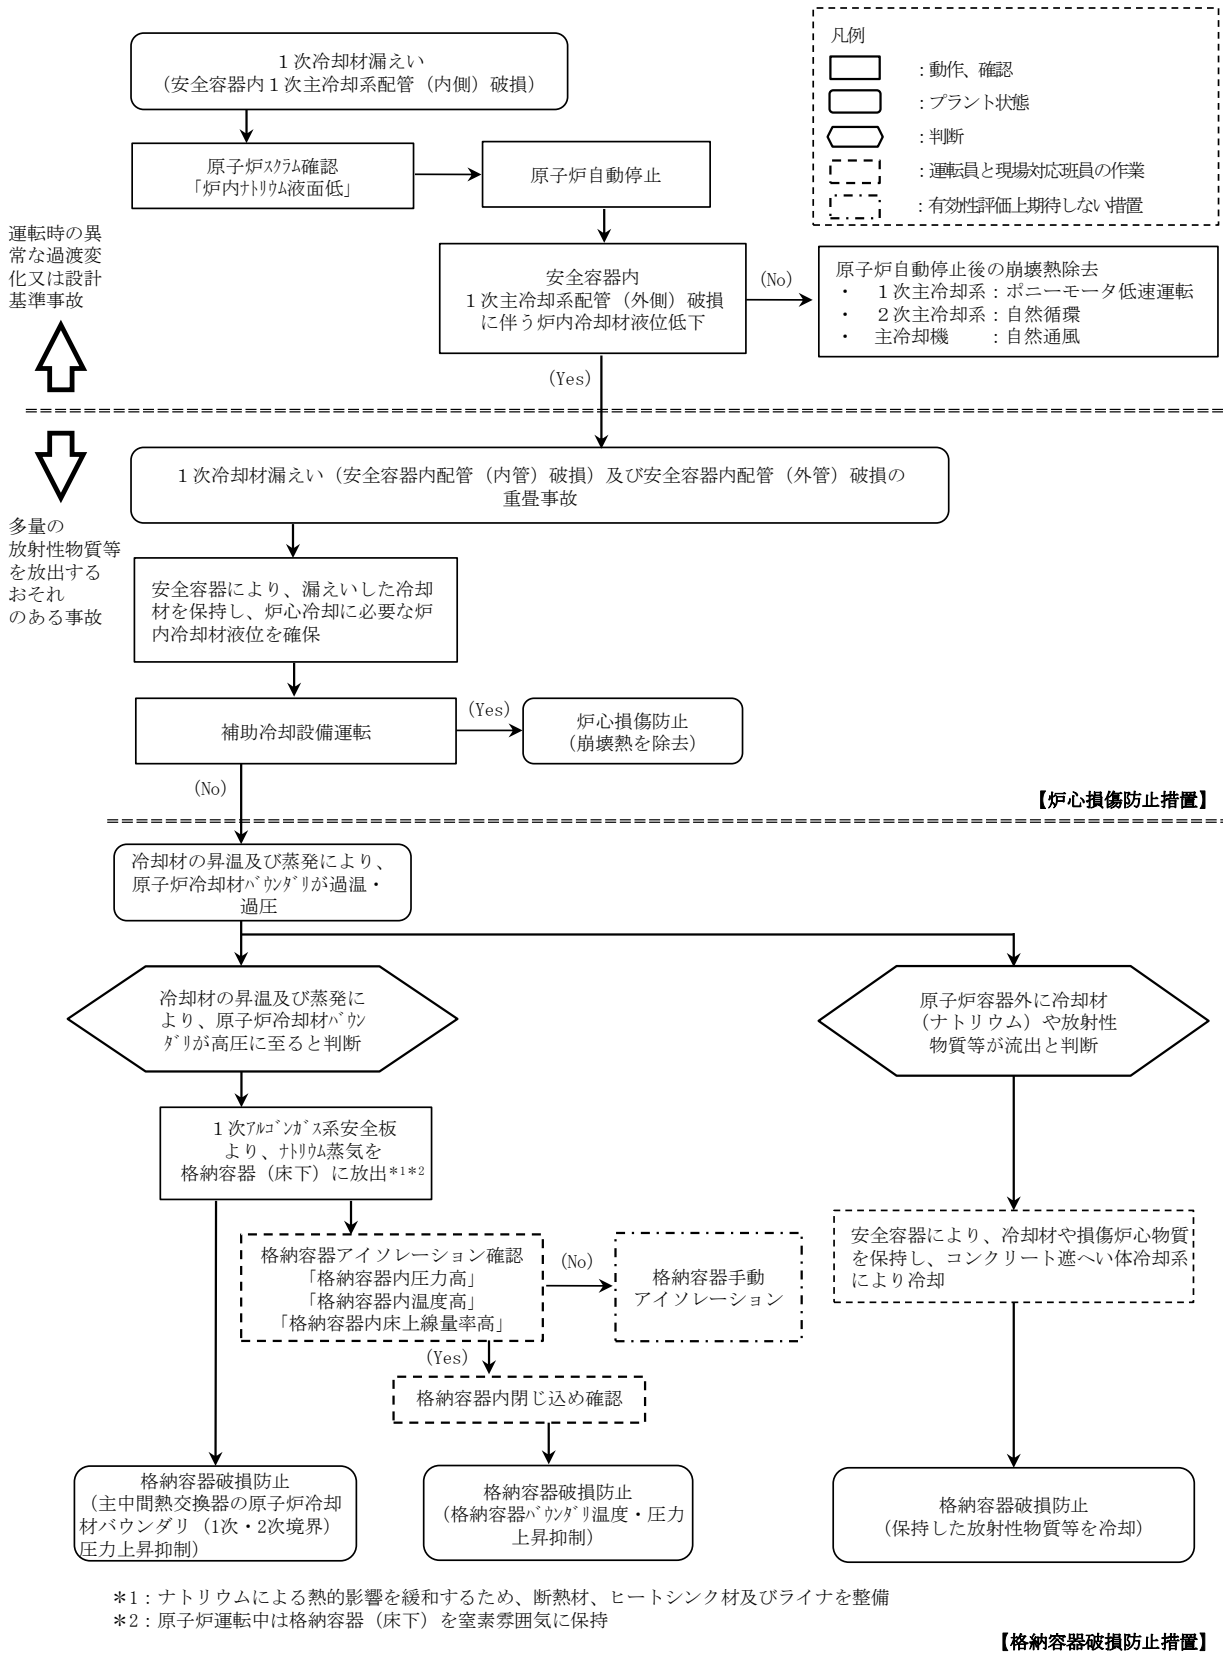 凡例
：動作、確認
：プラント状態
：判断
：運転員と現場対応班員の作業
：有効性評価上期待しない措置
１次冷却材漏えい
（安全容器内１次主冷却系配管（内側）破損）
原子炉ｽｸﾗﾑ確認
「炉内ﾅﾄﾘｳﾑ液面低」
原子炉自動停止
運転時の異
常な過渡変
化又は設計
基準事故
安全容器内
１次主冷却系配管（外側）破損
に伴う炉内冷却材液位低下
(No)
原子炉自動停止後の崩壊熱除去
・　１次主冷却系：ポニーモータ低速運転
・　２次主冷却系：自然循環
・　主冷却機　　：自然通風
(Yes)
多量の
放射性物質等
を放出する
おそれ
のある事故
１次冷却材漏えい（安全容器内配管（内管）破損）及び安全容器内配管（外管）破損の
重畳事故
安全容器により、漏えいした冷却
材を保持し、炉心冷却に必要な炉
内冷却材液位を確保
補助冷却設備運転
(Yes)
炉心損傷防止
（崩壊熱を除去）
(No)
【炉心損傷防止措置】
冷却材の昇温及び蒸発により、
原子炉冷却材ﾊﾞｳﾝﾀﾞﾘが過温・
過圧
冷却材の昇温及び蒸発に
より、原子炉冷却材ﾊﾞｳﾝ
ﾀﾞﾘが高圧に至ると判断
原子炉容器外に冷却材
（ナトリウム）や放射性
物質等が流出と判断
１次ｱﾙｺﾞﾝｶﾞｽ系安全板
より、ﾅﾄﾘｳﾑ蒸気を
格納容器（床下）に放出*1*2
格納容器アイソレーション確認
「格納容器内圧力高」
「格納容器内温度高」
「格納容器内床上線量率高」
(No)
格納容器手動
アイソレーション
安全容器により、冷却材や損傷炉心物質
を保持し、コンクリート遮へい体冷却系
により冷却
(Yes)
格納容器内閉じ込め確認
格納容器破損防止
（主中間熱交換器の原子炉冷却
材バウンダリ（1次・2次境界）
圧力上昇抑制）
格納容器破損防止
（格納容器ﾊﾞｳﾝﾀﾞﾘ温度・圧力
上昇抑制）
格納容器破損防止
（保持した放射性物質等を冷却）
＊1：ナトリウムによる熱的影響を緩和するため、断熱材、ヒートシンク材及びライナを整備
＊2：原子炉運転中は格納容器（床下）を窒素雰囲気に保持
【格納容器破損防止措置】